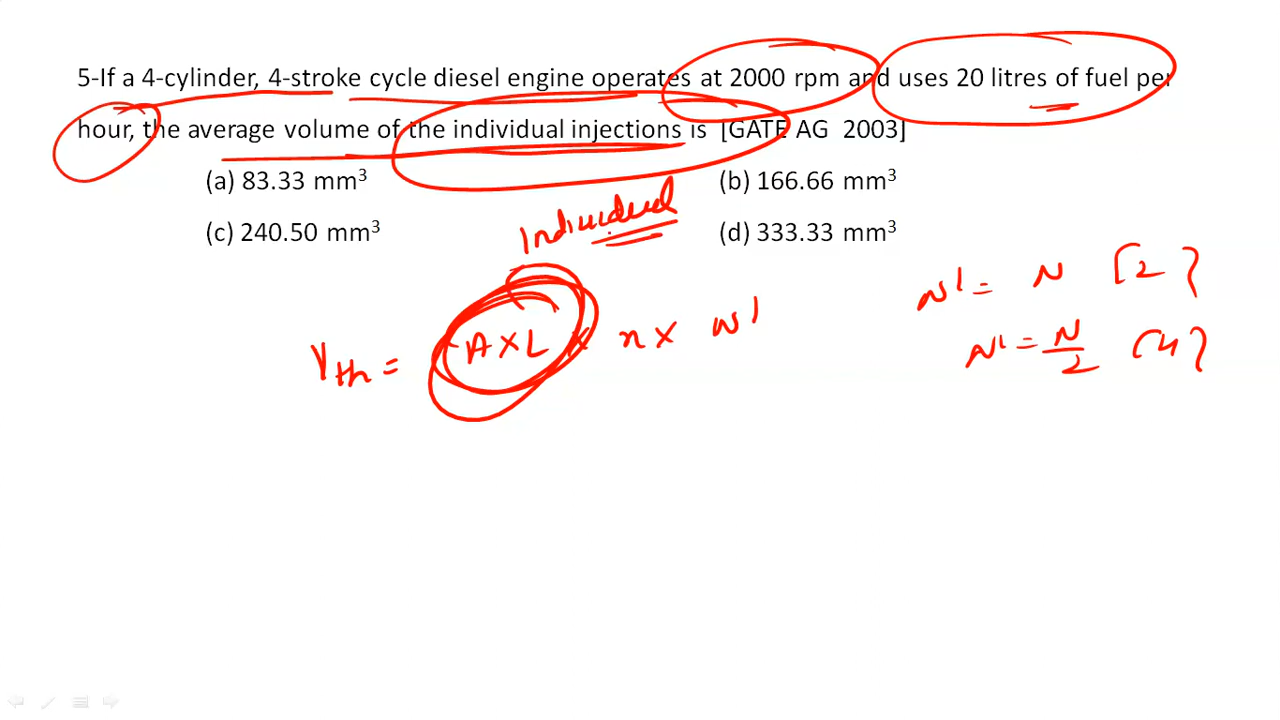 5-If a 4-cylinder, 4-stroke cycle diesel engine operates at 2000 rpm and uses 20 litres of fuel per
hour, the average volume of the individual injections is [GATE AG 2003]
(a) 83.33 mm³ (b) 166.66 mm³
(c) 240.50 mm³ (d) 333.33 mm³
Individual
N' = N [2}
Vth = A X L X n X N'
N' = N/2 (4}